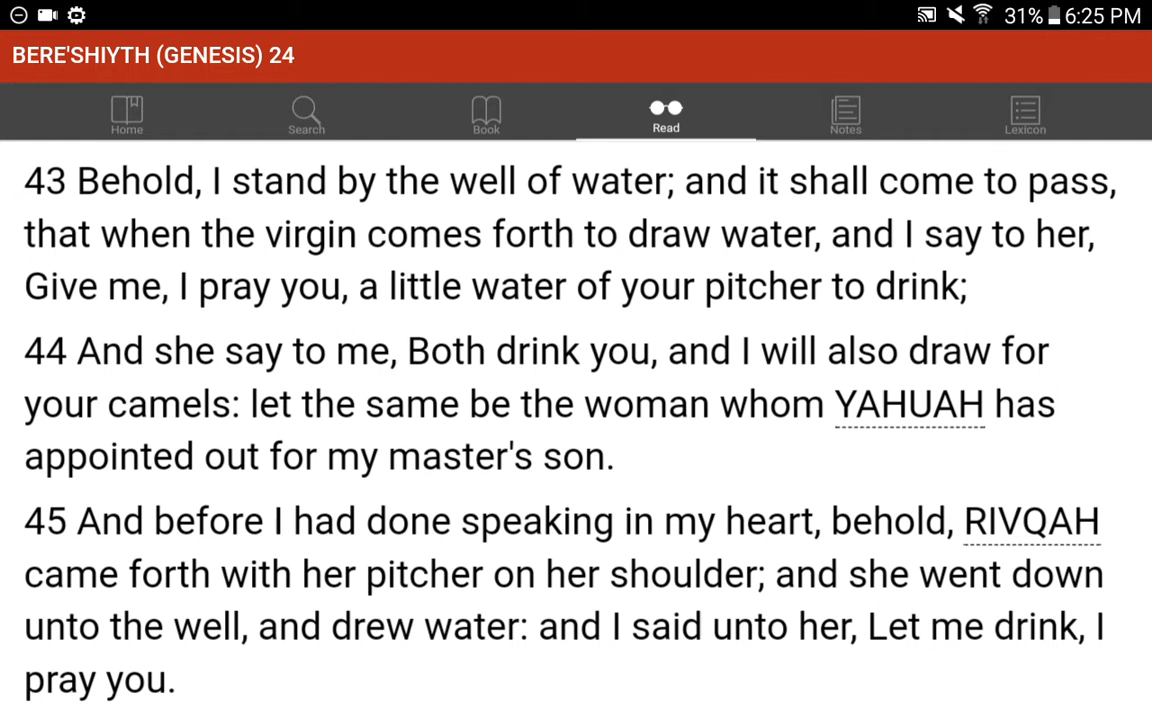 31% 6:25 PM
BERE'SHIYTH (GENESIS) 24
Home Search Book Read Notes Lexicon
43 Behold, I stand by the well of water; and it shall come to pass,
that when the virgin comes forth to draw water, and I say to her,
Give me, I pray you, a little water of your pitcher to drink;
44 And she say to me, Both drink you, and I will also draw for
your camels: let the same be the woman whom YAHUAH has
appointed out for my master's son.
45 And before I had done speaking in my heart, behold, RIVQAH
came forth with her pitcher on her shoulder; and she went down
unto the well, and drew water: and I said unto her, Let me drink, I
pray you.